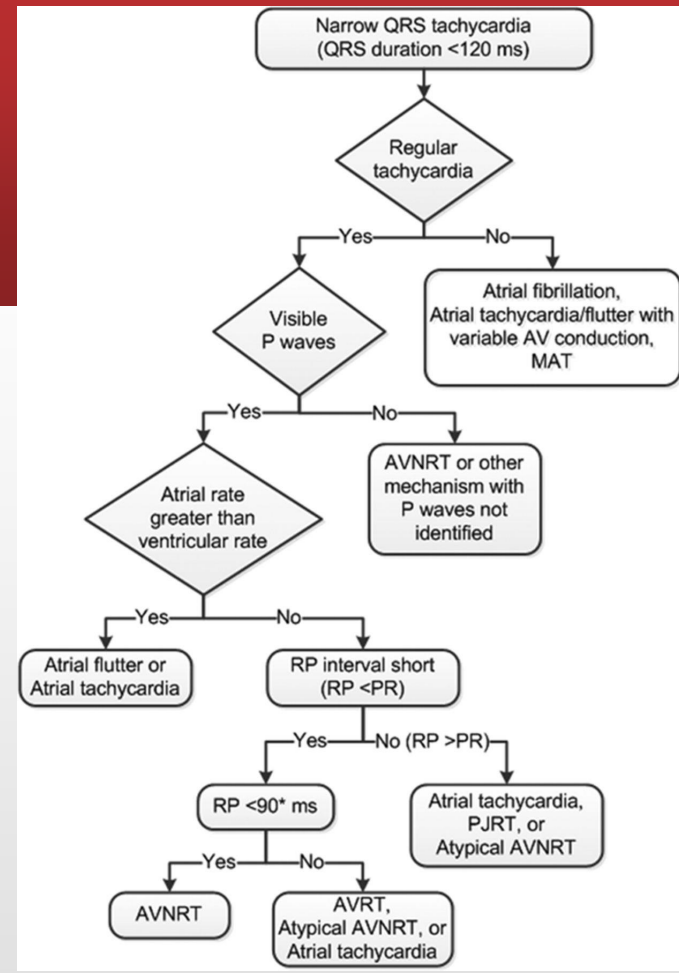 Narrow QRS tachycardia
(QRS duration <120 ms)
Regular
tachycardia
Yes
No
Visible
P waves
Atrial fibrillation,
Atrial tachycardia/flutter with
variable AV conduction,
MAT
Yes
No
Atrial rate
greater than
ventricular rate
AVNRT or other
mechanism with
P waves not
identified
Yes
No
Atrial flutter or
Atrial tachycardia
RP interval short
(RP <PR)
Yes
No (RP >PR)
RP <90* ms
Atrial tachycardia,
PJRT, or
Atypical AVNRT
Yes
No
AVNRT
AVRT,
Atypical AVNRT, or
Atrial tachycardia